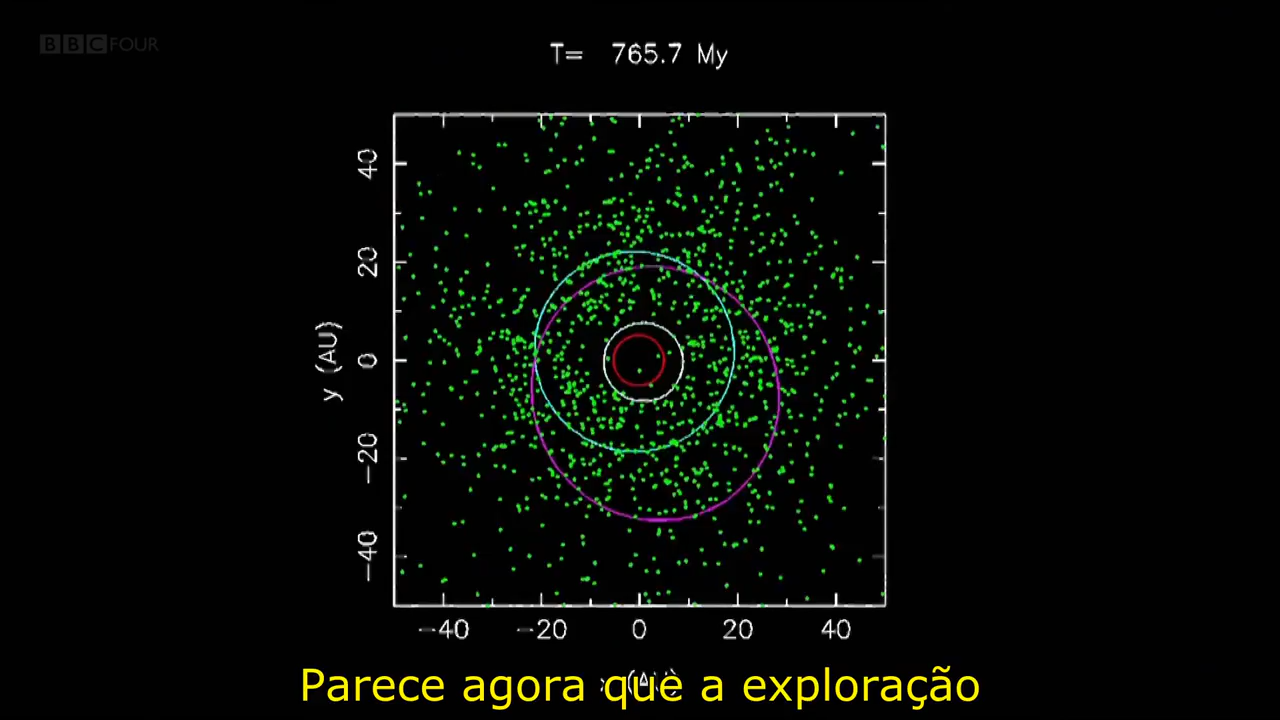 BBC FOUR
T= 765.7 My
40
20
0
−20
−40
y (AU)
−40 −20 0 20 40
Parece agora que a exploração